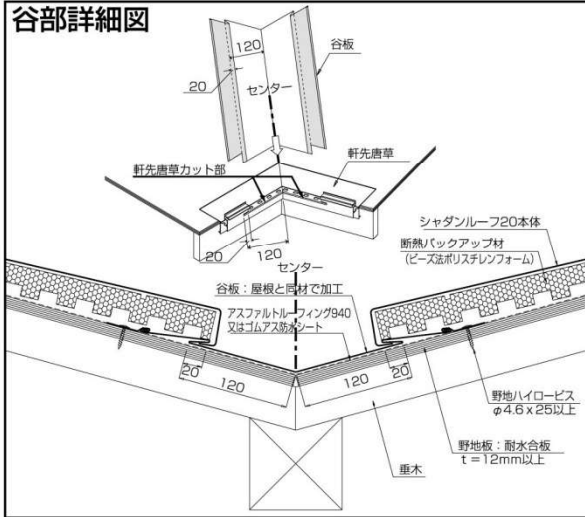 谷部詳細図
120
20
谷板
センター
軒先唐草カット部
軒先唐草
20
120
センター
シャダンルーフ20本体
断熱バックアップ材
(ビーズ法ポリスチレンフォーム)
谷板:屋根と同材で加工
アスファルトルーフィング940
又はゴムアス防水シート
20
120
120
20
野地ハイロービス
φ4.6x25以上
野地板:耐水合板
t=12mm以上
垂木